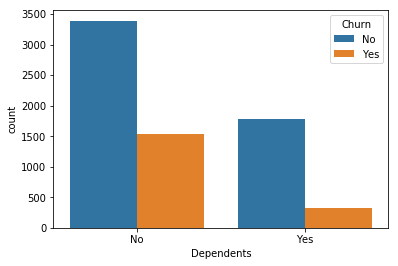 3500
3000
2500
2000
1500
1000
500
0
count
No
Yes
Dependents
Churn
No
Yes